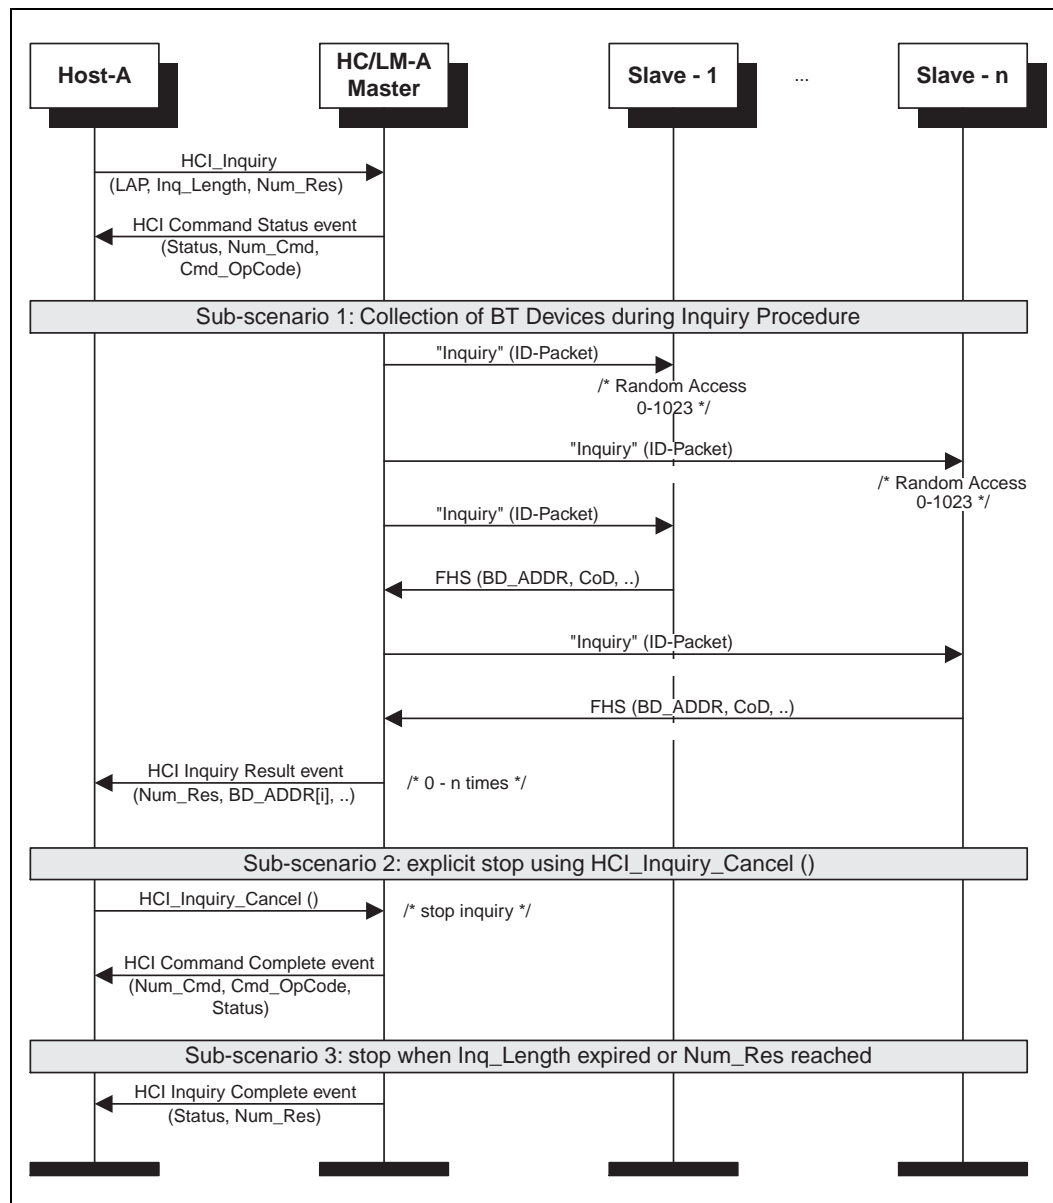 Host-A
HC/LM-A
Master
Slave - 1
...
Slave - n
HCI_Inquiry
(LAP, Inq_Length, Num_Res)
HCI Command Status event
(Status, Num_Cmd,
Cmd_OpCode)
Sub-scenario 1: Collection of BT Devices during Inquiry Procedure
"Inquiry" (ID-Packet)
/* Random Access
0-1023 */
"Inquiry" (ID-Packet)
/* Random Access
0-1023 */
"Inquiry" (ID-Packet)
FHS (BD_ADDR, CoD, ..)
"Inquiry" (ID-Packet)
FHS (BD_ADDR, CoD, ..)
HCI Inquiry Result event
(Num_Res, BD_ADDR[i], ..)
/* 0 - n times */
Sub-scenario 2: explicit stop using HCI_Inquiry_Cancel ()
HCI_Inquiry_Cancel ()
/* stop inquiry */
HCI Command Complete event
(Num_Cmd, Cmd_OpCode,
Status)
Sub-scenario 3: stop when Inq_Length expired or Num_Res reached
HCI Inquiry Complete event
(Status, Num_Res)